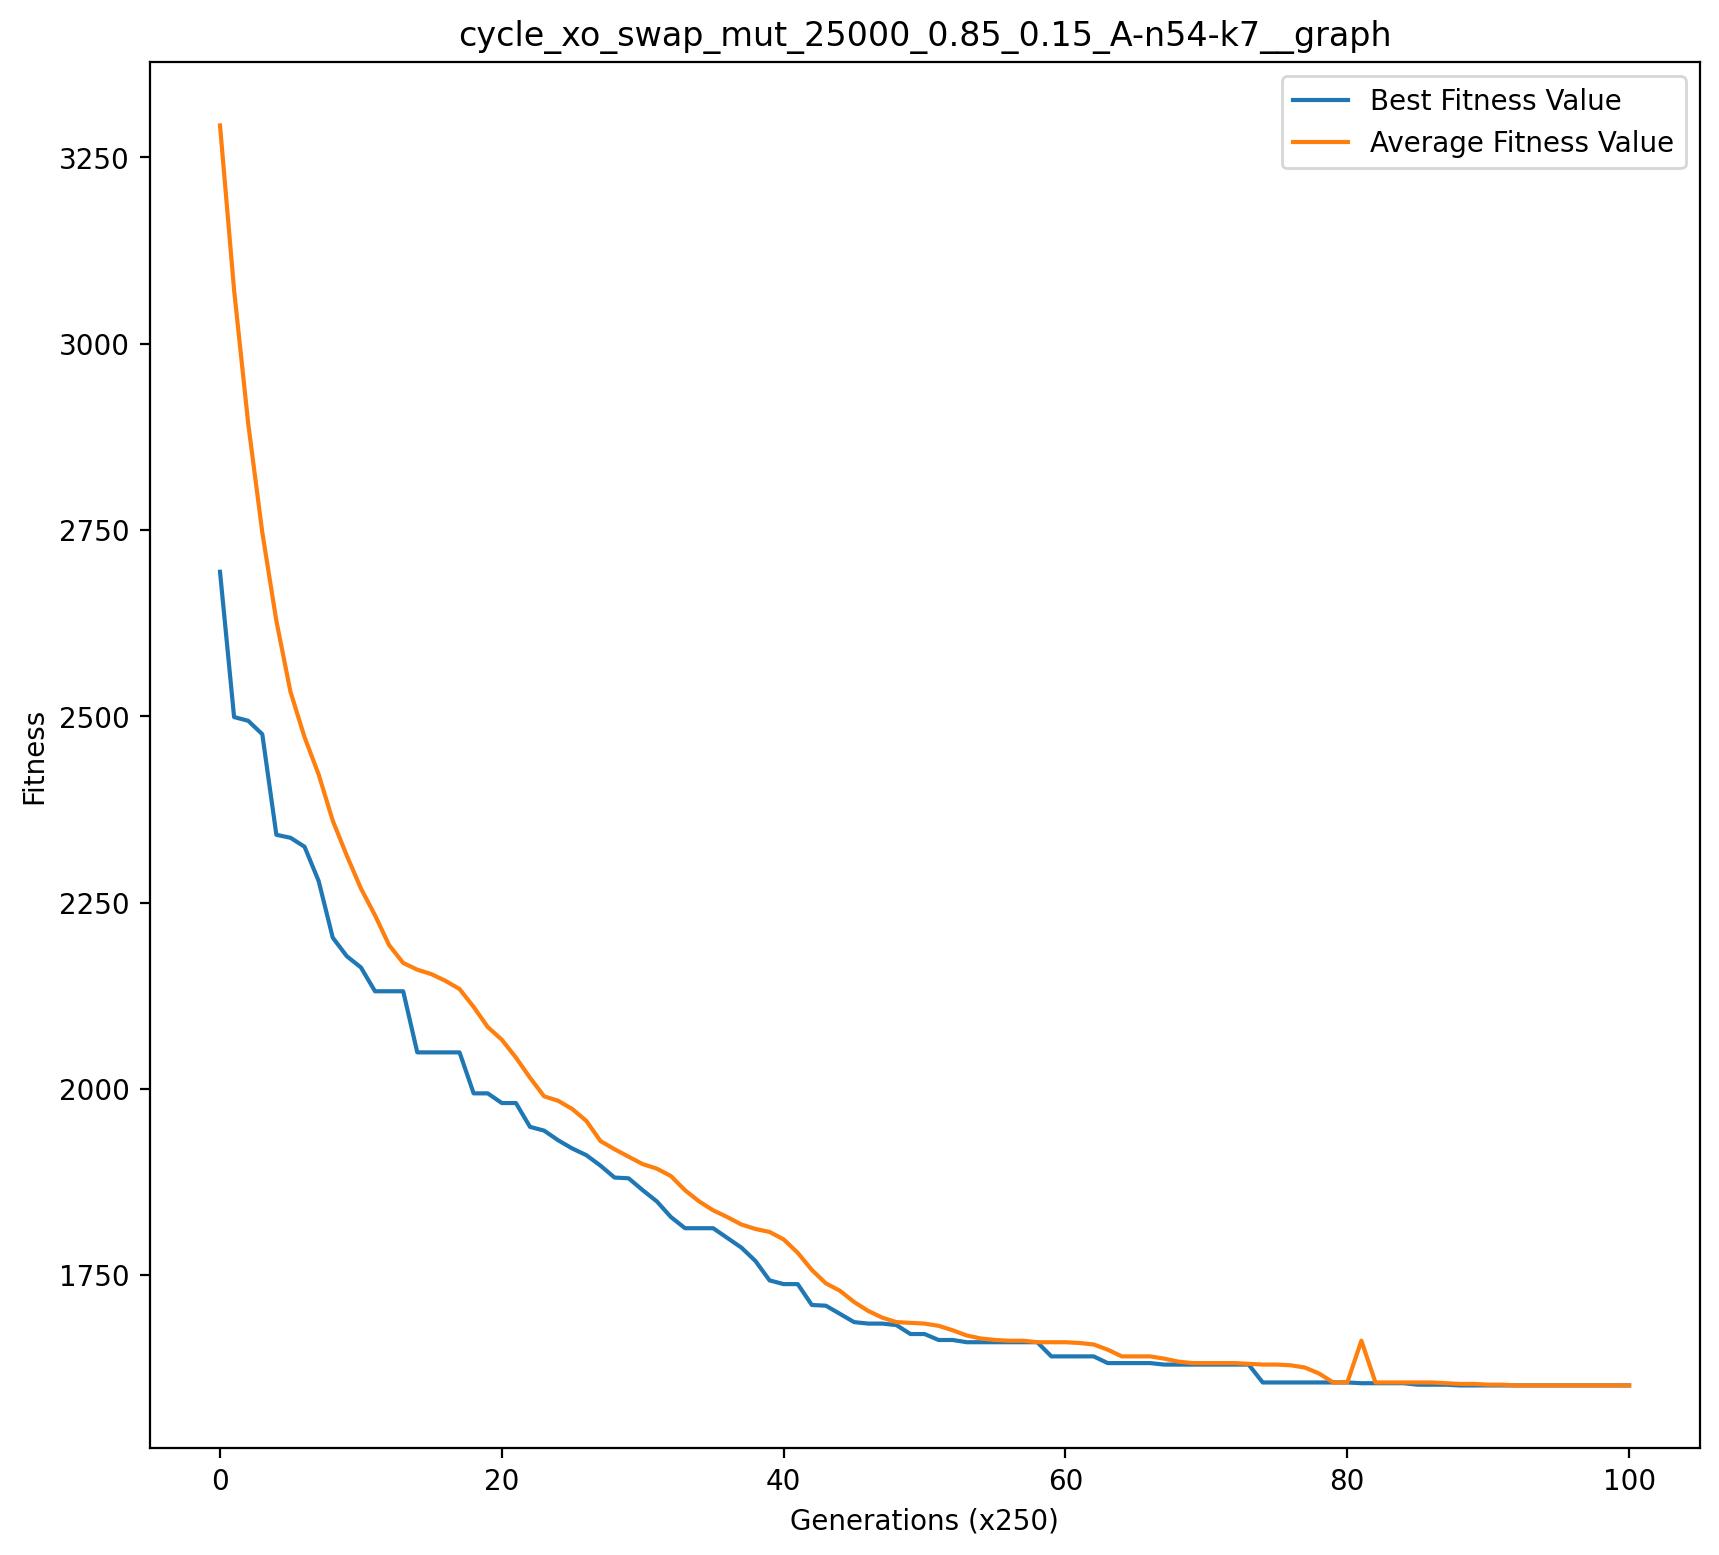 cycle_xo_swap_mut_25000_0.85_0.15_A-n54-k7__graph
Best Fitness Value
Average Fitness Value
Fitness
3250
3000
2750
2500
2250
2000
1750
0 20 40 60 80 100
Generations (x250)